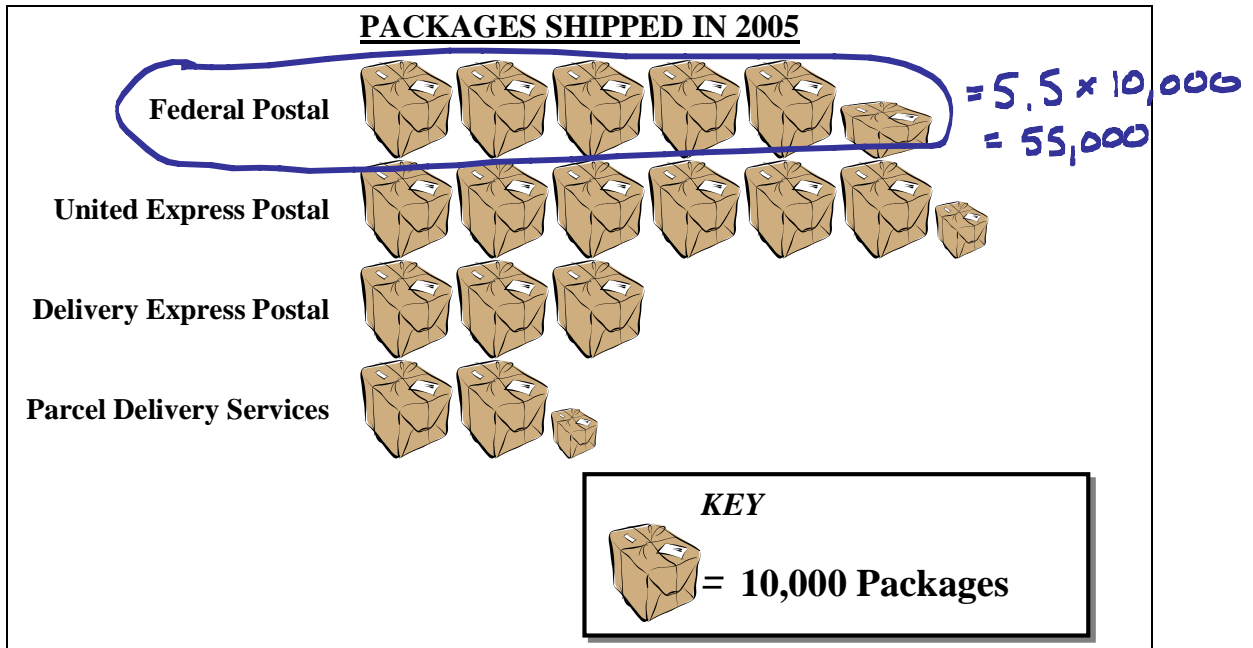 PACKAGES SHIPPED IN 2005
Federal Postal
= 5.5 × 10,000
= 55,000
United Express Postal
Delivery Express Postal
Parcel Delivery Services
KEY
= 10,000 Packages